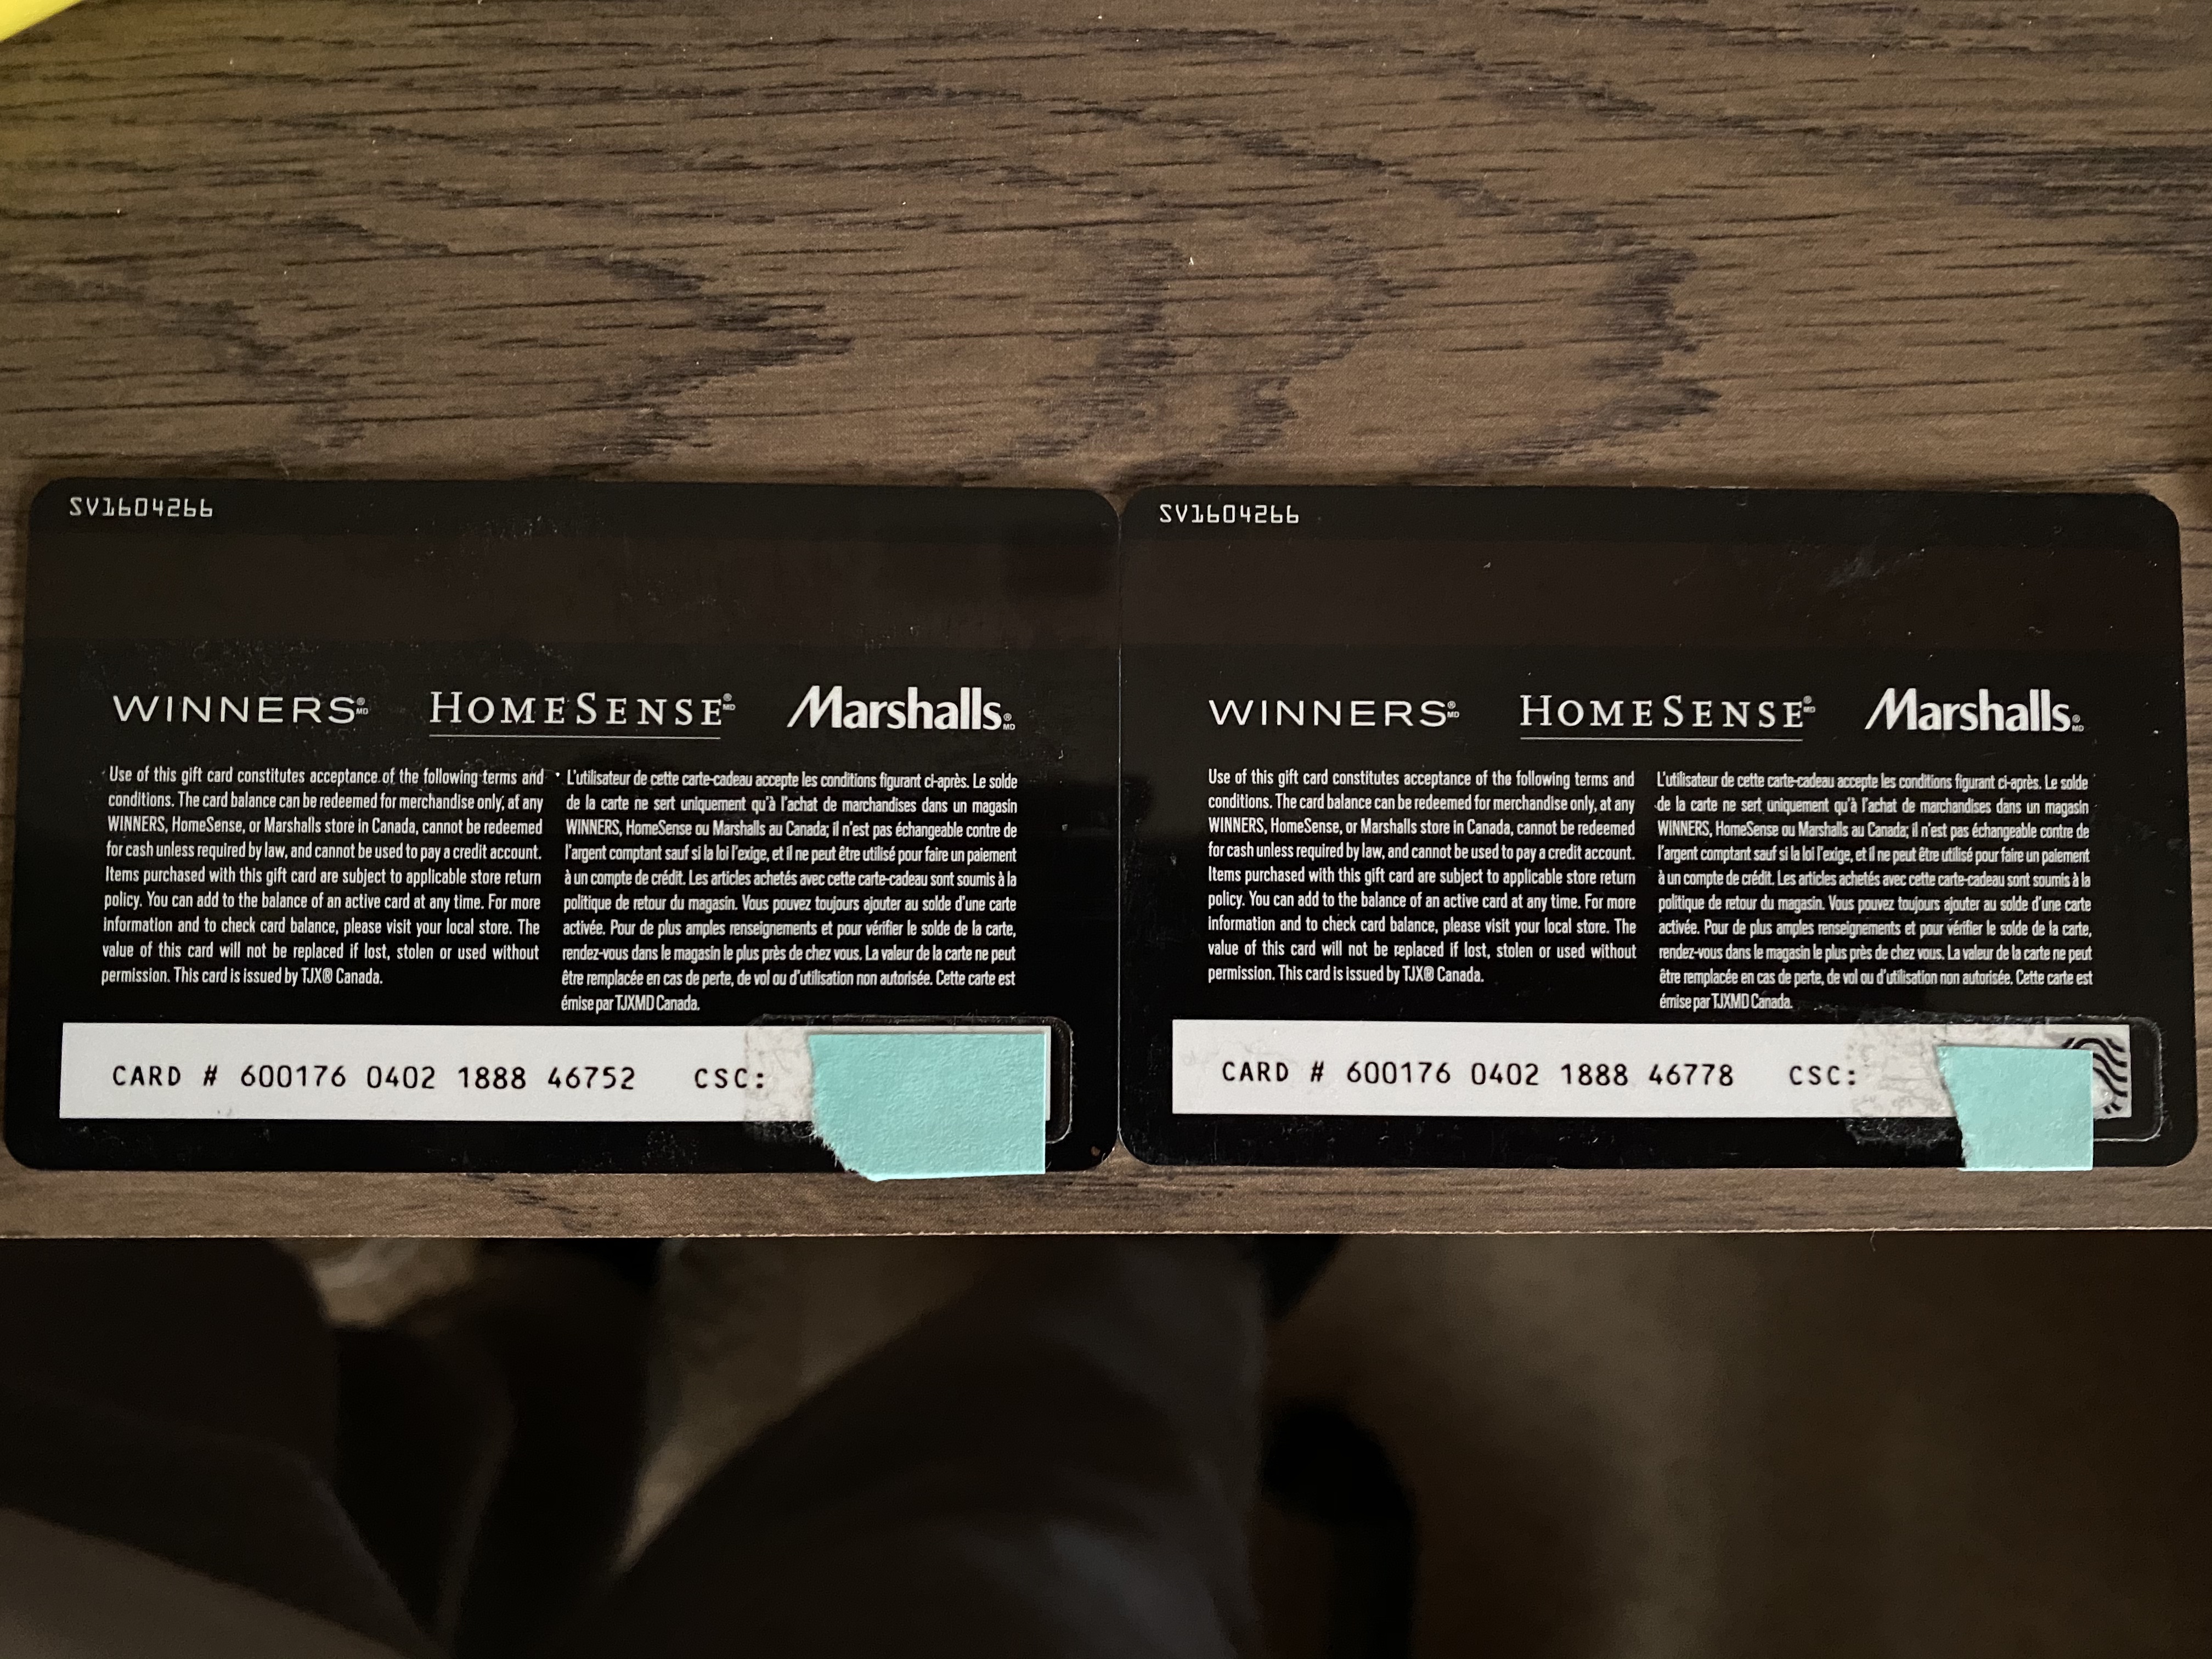 SV1604266
WINNERS®MD HOMESENSE®MD Marshalls®MD
Use of this gift card constitutes acceptance of the following terms and
conditions. The card balance can be redeemed for merchandise only, at any
WINNERS, HomeSense, or Marshalls store in Canada, cannot be redeemed
for cash unless required by law, and cannot be used to pay a credit account.
Items purchased with this gift card are subject to applicable store return
policy. You can add to the balance of an active card at any time. For more
information and to check card balance, please visit your local store. The
value of this card will not be replaced if lost, stolen or used without
permission. This card is issued by TJX® Canada.
L'utilisateur de cette carte-cadeau accepte les conditions figurant ci-après. Le solde
de la carte ne sert uniquement qu'à l'achat de marchandises dans un magasin
WINNERS, HomeSense ou Marshalls au Canada; il n'est pas échangeable contre de
l'argent comptant sauf si la loi l'exige, et il ne peut être utilisé pour faire un paiement
à un compte de crédit. Les articles achetés avec cette carte-cadeau sont soumis à la
politique de retour du magasin. Vous pouvez toujours ajouter au solde d'une carte
activée. Pour de plus amples renseignements et pour vérifier le solde de la carte,
rendez-vous dans le magasin le plus près de chez vous. La valeur de la carte ne peut
être remplacée en cas de perte, de vol ou d'utilisation non autorisée. Cette carte est
émise par TJXMD Canada.
CARD # 600176 0402 1888 46752 CSC:
SV1604266
WINNERS®MD HOMESENSE®MD Marshalls®MD
Use of this gift card constitutes acceptance of the following terms and
conditions. The card balance can be redeemed for merchandise only, at any
WINNERS, HomeSense, or Marshalls store in Canada, cannot be redeemed
for cash unless required by law, and cannot be used to pay a credit account.
Items purchased with this gift card are subject to applicable store return
policy. You can add to the balance of an active card at any time. For more
information and to check card balance, please visit your local store. The
value of this card will not be replaced if lost, stolen or used without
permission. This card is issued by TJX® Canada.
L'utilisateur de cette carte-cadeau accepte les conditions figurant ci-après. Le solde
de la carte ne sert uniquement qu'à l'achat de marchandises dans un magasin
WINNERS, HomeSense ou Marshalls au Canada; il n'est pas échangeable contre de
l'argent comptant sauf si la loi l'exige, et il ne peut être utilisé pour faire un paiement
à un compte de crédit. Les articles achetés avec cette carte-cadeau sont soumis à la
politique de retour du magasin. Vous pouvez toujours ajouter au solde d'une carte
activée. Pour de plus amples renseignements et pour vérifier le solde de la carte,
rendez-vous dans le magasin le plus près de chez vous. La valeur de la carte ne peut
être remplacée en cas de perte, de vol ou d'utilisation non autorisée. Cette carte est
émise par TJXMD Canada.
CARD # 600176 0402 1888 46778 CSC: